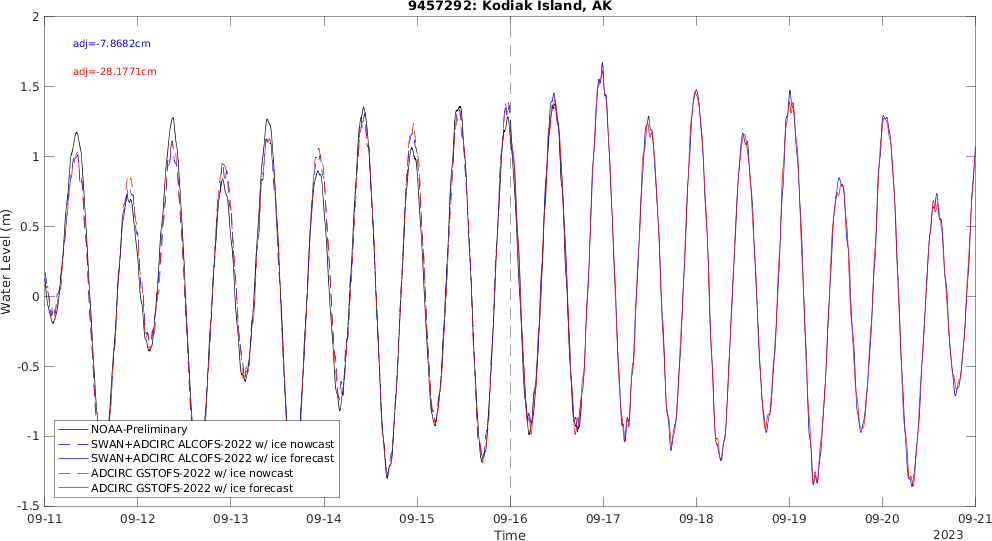 9457292: Kodiak Island, AK
adj=-7.8682cm
adj=-28.1771cm
Water Level (m)
2
1.5
1
0.5
0
-0.5
-1
-1.5
NOAA-Preliminary
SWAN+ADCIRC ALCOFS-2022 w/ ice nowcast
SWAN+ADCIRC ALCOFS-2022 w/ ice forecast
ADCIRC GSTOFS-2022 w/ ice nowcast
ADCIRC GSTOFS-2022 w/ ice forecast
09-11 09-12 09-13 09-14 09-15 09-16 09-17 09-18 09-19 09-20 09-21
Time
2023